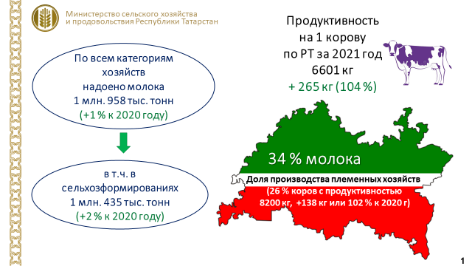 Министерство сельского хозяйства
и продовольствия Республики Татарстан
По всем категориям
хозяйств
надоено молока
1 млн. 958 тыс. тонн
(+1 % к 2020 году)
в т.ч. в
сельхозформированиях
1 млн. 435 тыс. тонн
(+2 % к 2020 году)
Продуктивность
на 1 корову
по РТ за 2021 год
6601 кг
+ 265 кг (104 %)
34 % молока
Доля производства племенных хозяйств
(26 % коров с продуктивностью
8200 кг, +138 кг или 102 % к 2020 г)
1